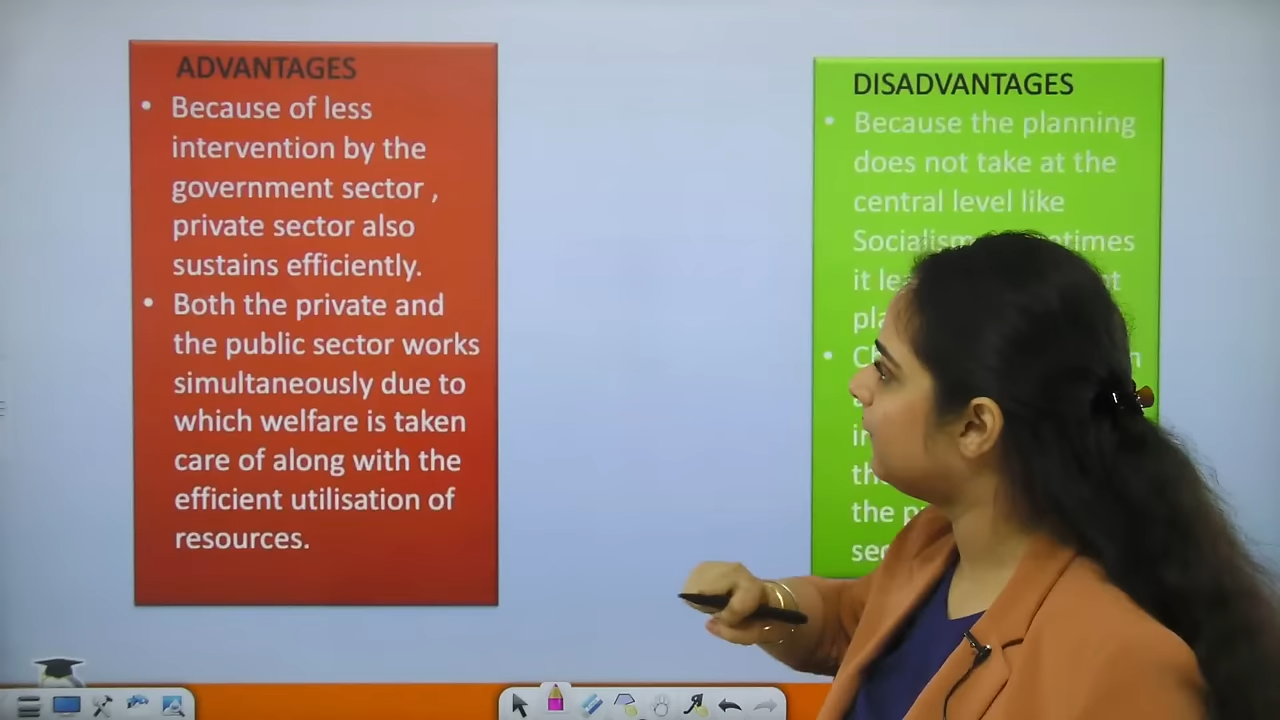 ADVANTAGES
• Because of less
intervention by the
government sector ,
private sector also
sustains efficiently.
• Both the private and
the public sector works
simultaneously due to
which welfare is taken
care of along with the
efficient utilisation of
resources.
DISADVANTAGES
• Because the planning
does not take at the
central level like
Socialism
it
the